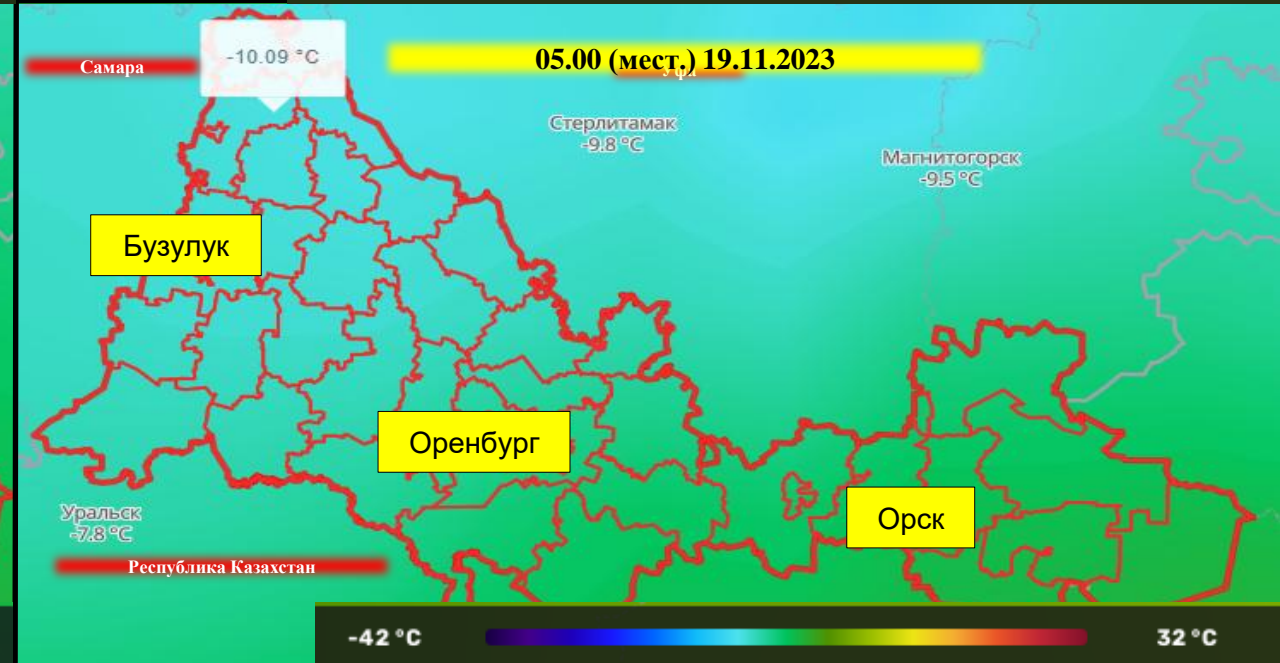 -10.09 °C
05.00 (мест.) 19.11.2023
Самара
Уфа
Стерлитамак
-9.8 °C
Магнитогорск
-9.5 °C
Бузулук
Оренбург
Орск
Уральск
-7.8 °C
Республика Казахстан
-42 °C
32 °C